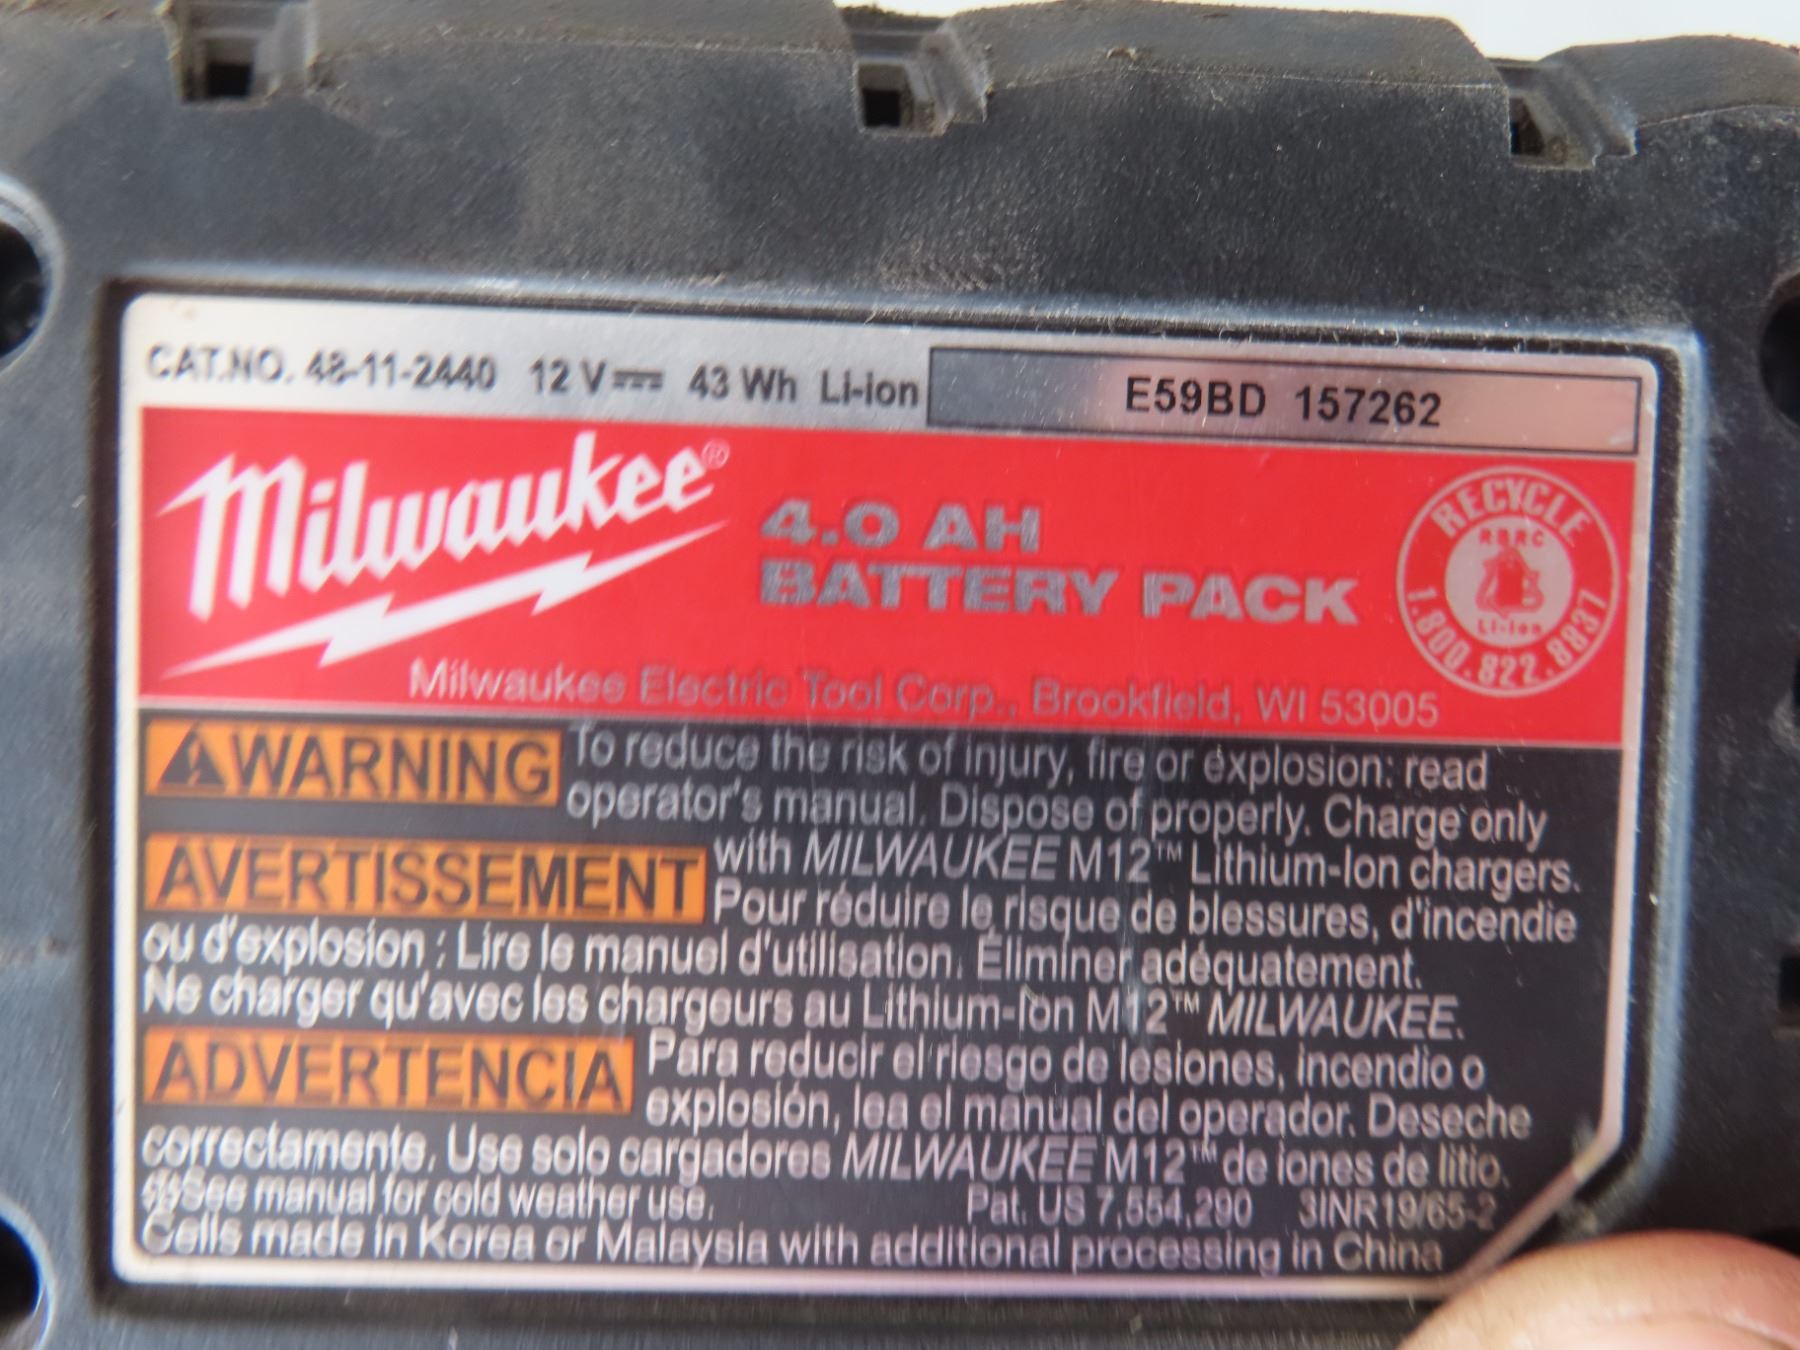 CAT.NO. 48-11-2440 12 V 43 Wh Li-ion E59BD 157262
Milwaukee®
4.0 AH
BATTERY PACK
RECYCLE
RBRC
Li-Ion
1.800.822.8837
Milwaukee Electric Tool Corp., Brookfield, WI 53005
WARNING To reduce the risk of injury, fire or explosion: read
operator's manual. Dispose of properly. Charge only
with MILWAUKEE M12™ Lithium-Ion chargers.
AVERTISSEMENT Pour réduire le risque de blessures, d'incendie
ou d'explosion : Lire le manuel d'utilisation. Éliminer adéquatement.
Ne charger qu'avec les chargeurs au Lithium-Ion M12™ MILWAUKEE.
ADVERTENCIA Para reducir el riesgo de lesiones, incendio o
explosión, lea el manual del operador. Deseche
correctamente. Use solo cargadores MILWAUKEE M12™ de iones de litio.
See manual for cold weather use. Pat. US 7,554,290 3INR19/65-2
Cells made in Korea or Malaysia with additional processing in China